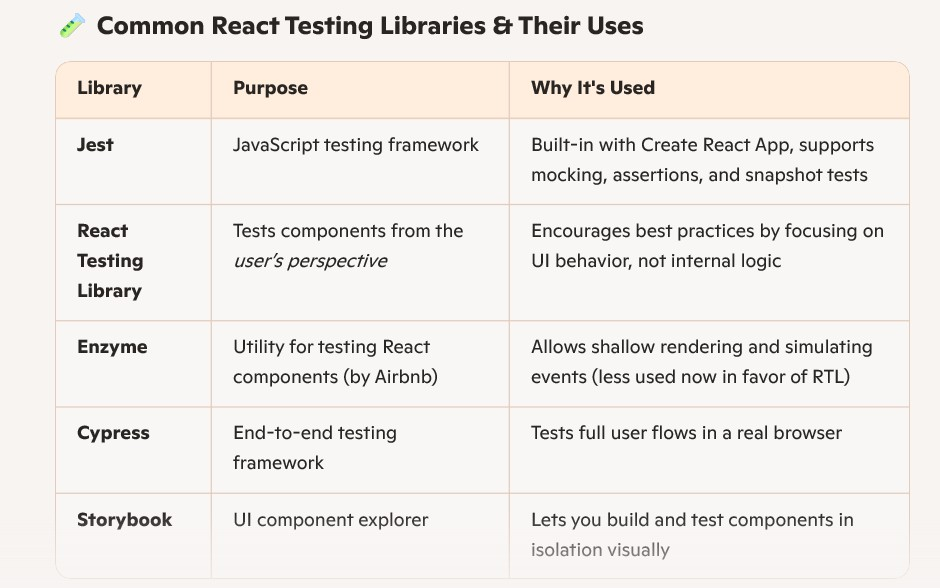 🧪 Common React Testing Libraries & Their Uses
Library
Purpose
Why It's Used
Jest
JavaScript testing framework
Built-in with Create React App, supports
mocking, assertions, and snapshot tests
React
Testing
Library
Tests components from the
user’s perspective
Encourages best practices by focusing on
UI behavior, not internal logic
Enzyme
Utility for testing React
components (by Airbnb)
Allows shallow rendering and simulating
events (less used now in favor of RTL)
Cypress
End-to-end testing
framework
Tests full user flows in a real browser
Storybook
UI component explorer
Lets you build and test components in
isolation visually